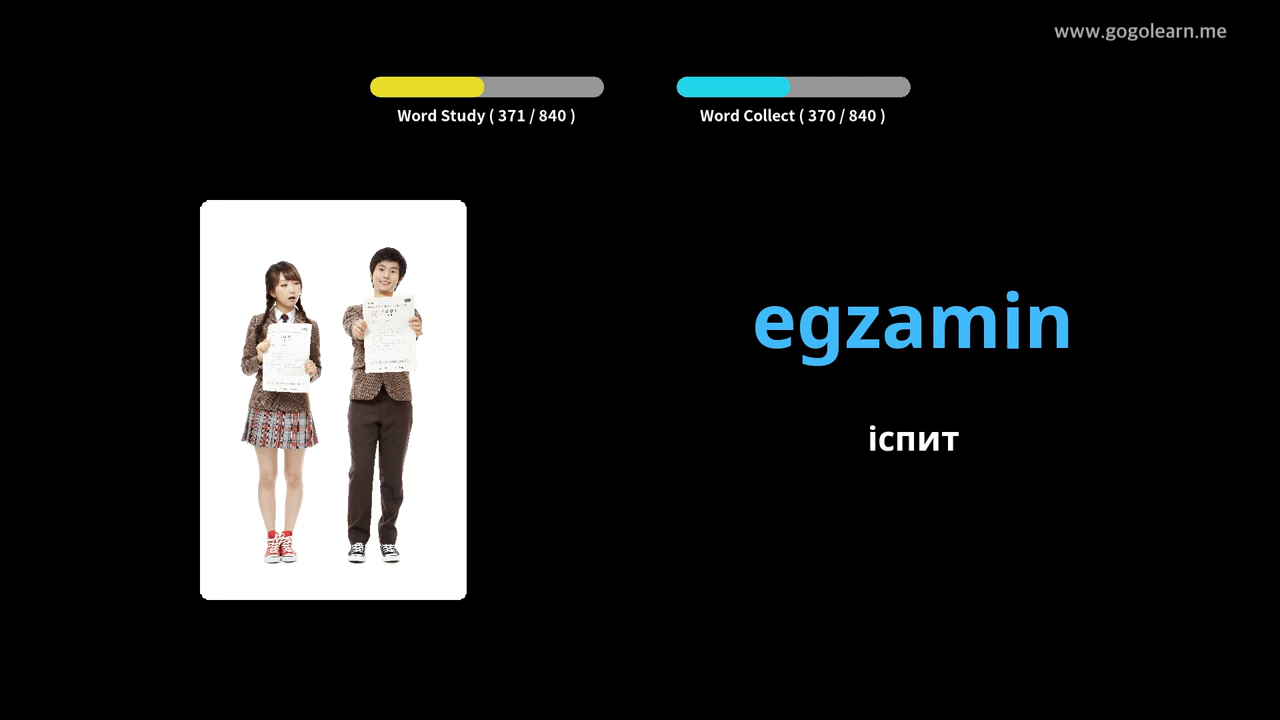 www.gogolearn.me
Word Study ( 371 / 840 )
Word Collect ( 370 / 840 )
egzamin
іспит